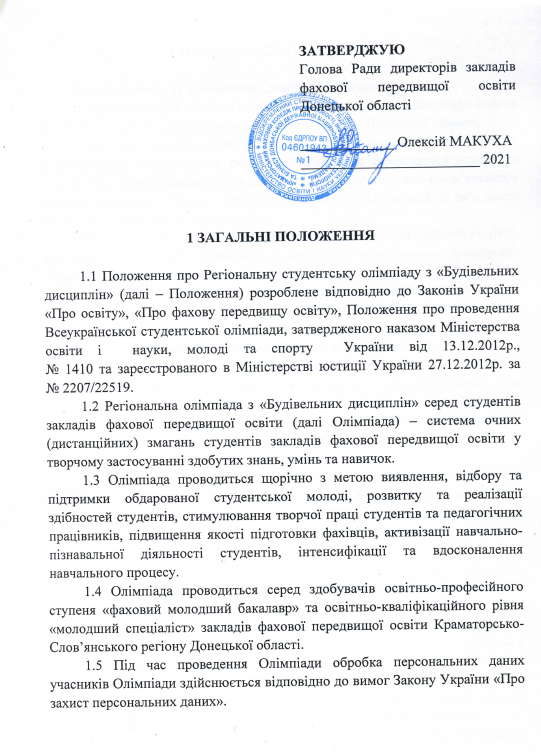 ЗАТВЕРДЖУЮ
Голова Ради директорів закладів
фахової передвищої освіти
Донецької області
Код ЄДРПОУ ВП
04601943
№1
Олексій МАКУХА
2021
1 ЗАГАЛЬНІ ПОЛОЖЕННЯ
1.1 Положення про Регіональну студентську олімпіаду з «Будівельних
дисциплін» (далі – Положення) розроблене відповідно до Законів України
«Про освіту», «Про фахову передвищу освіту», Положення про проведення
Всеукраїнської студентської олімпіади, затвердженого наказом Міністерства
освіти і науки, молоді та спорту України від 13.12.2012р.,
№ 1410 та зареєстрованого в Міністерстві юстиції України 27.12.2012р. за
№ 2207/22519.
1.2 Регіональна олімпіада з «Будівельних дисциплін» серед студентів
закладів фахової передвищої освіти (далі Олімпіада) – система очних
(дистанційних) змагань студентів закладів фахової передвищої освіти у
творчому застосуванні здобутих знань, умінь та навичок.
1.3 Олімпіада проводиться щорічно з метою виявлення, відбору та
підтримки обдарованої студентської молоді, розвитку та реалізації
здібностей студентів, стимулювання творчої праці студентів та педагогічних
працівників, підвищення якості підготовки фахівців, активізації навчально-
пізнавальної діяльності студентів, інтенсифікації та вдосконалення
навчального процесу.
1.4 Олімпіада проводиться серед здобувачів освітньо-професійного
ступеня «фаховий молодший бакалавр» та освітньо-кваліфікаційного рівня
«молодший спеціаліст» закладів фахової передвищої освіти Краматорсько-
Слов’янського регіону Донецької області.
1.5 Під час проведення Олімпіади обробка персональних даних
учасників Олімпіади здійснюється відповідно до вимог Закону України «Про
захист персональних даних».